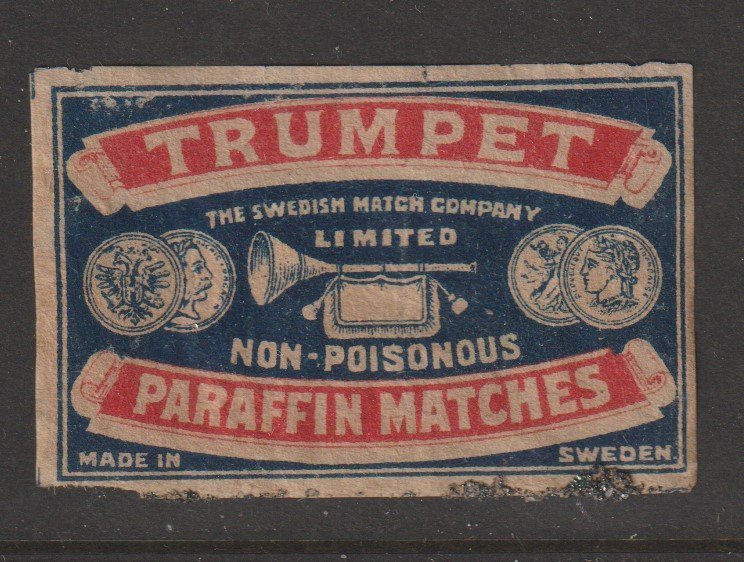 TRUMPET
THE SWEDISH MATCH COMPANY
LIMITED
NON-POISONOUS
PARAFFIN MATCHES
MADE IN SWEDEN.